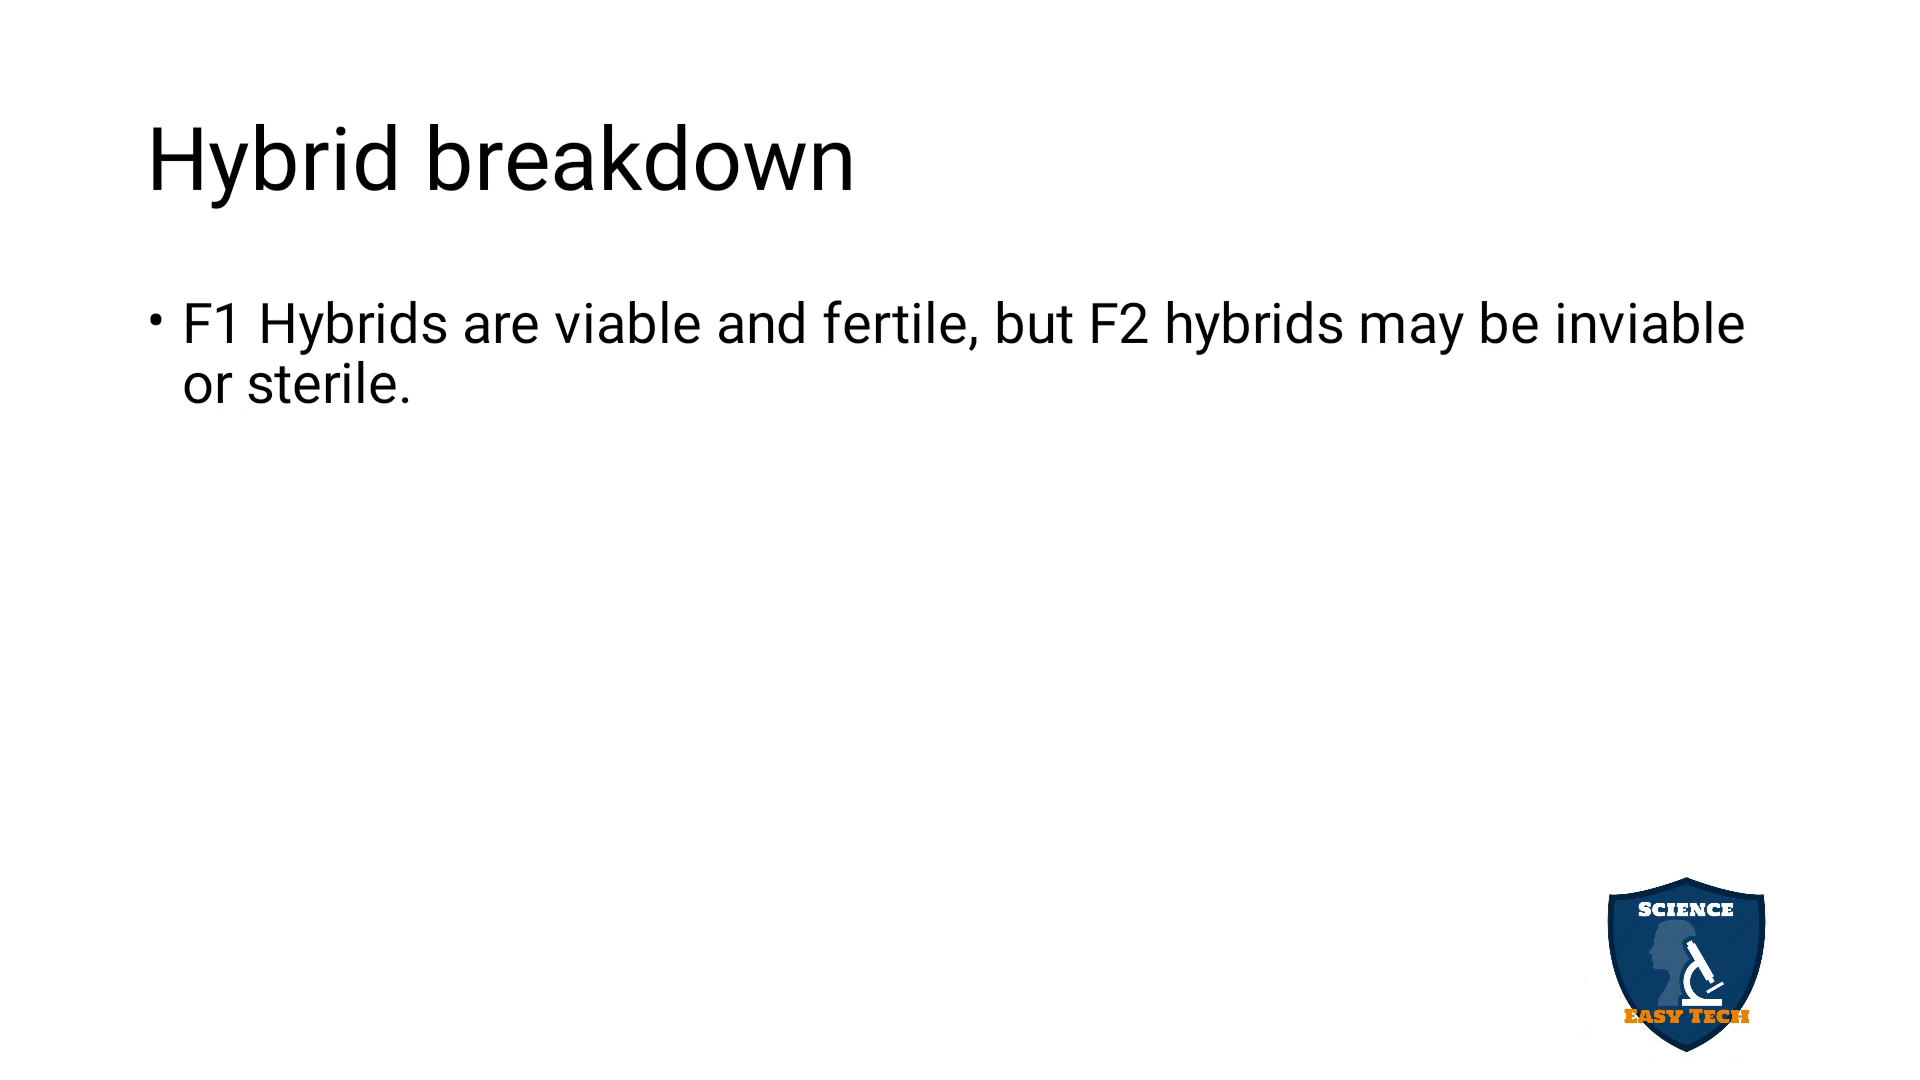 Hybrid breakdown
• F1 Hybrids are viable and fertile, but F2 hybrids may be inviable
or sterile.
SCIENCE
EASY TECH